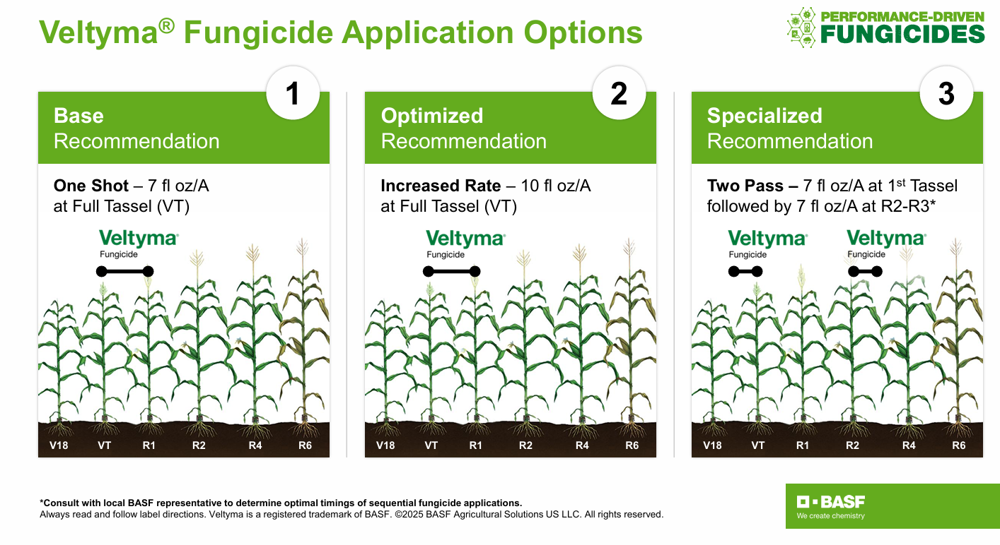 Veltyma® Fungicide Application Options
PERFORMANCE-DRIVEN
FUNGICIDES
1
Base
Recommendation
One Shot – 7 fl oz/A
at Full Tassel (VT)
Veltyma®
Fungicide
V18 VT R1 R2 R4 R6
2
Optimized
Recommendation
Increased Rate – 10 fl oz/A
at Full Tassel (VT)
Veltyma®
Fungicide
V18 VT R1 R2 R4 R6
3
Specialized
Recommendation
Two Pass – 7 fl oz/A at 1st Tassel
followed by 7 fl oz/A at R2-R3*
Veltyma® Veltyma®
Fungicide Fungicide
V18 VT R1 R2 R4 R6
*Consult with local BASF representative to determine optimal timings of sequential fungicide applications.
Always read and follow label directions. Veltyma is a registered trademark of BASF. ©2025 BASF Agricultural Solutions US LLC. All rights reserved.
BASF
We create chemistry